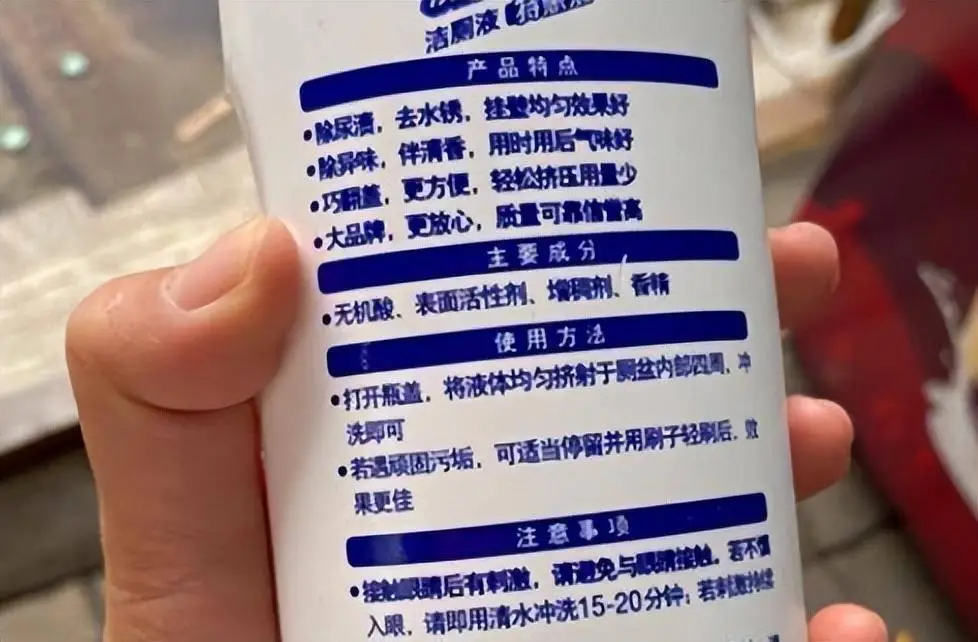 洁厕液
产品特点
•除尿渍，去水锈，挂壁均匀效果好
•除异味，伴清香，用时用后气味好
•巧翻盖，更方便，轻松挤压用量少
•大品牌，更放心，质量可靠信誉高
主要成分
•无机酸、表面活性剂、增稠剂、香精
使用方法
•打开瓶盖，将液体均匀挤射于厕盆内部四周，冲
洗即可
•若遇顽固污垢，可适当停留并用刷子轻刷后，效
果更佳
注意事项
•接触眼睛后有刺激，请避免与眼睛接触。若不慎
入眼，请即用清水冲洗15-20分钟；若刺激持续